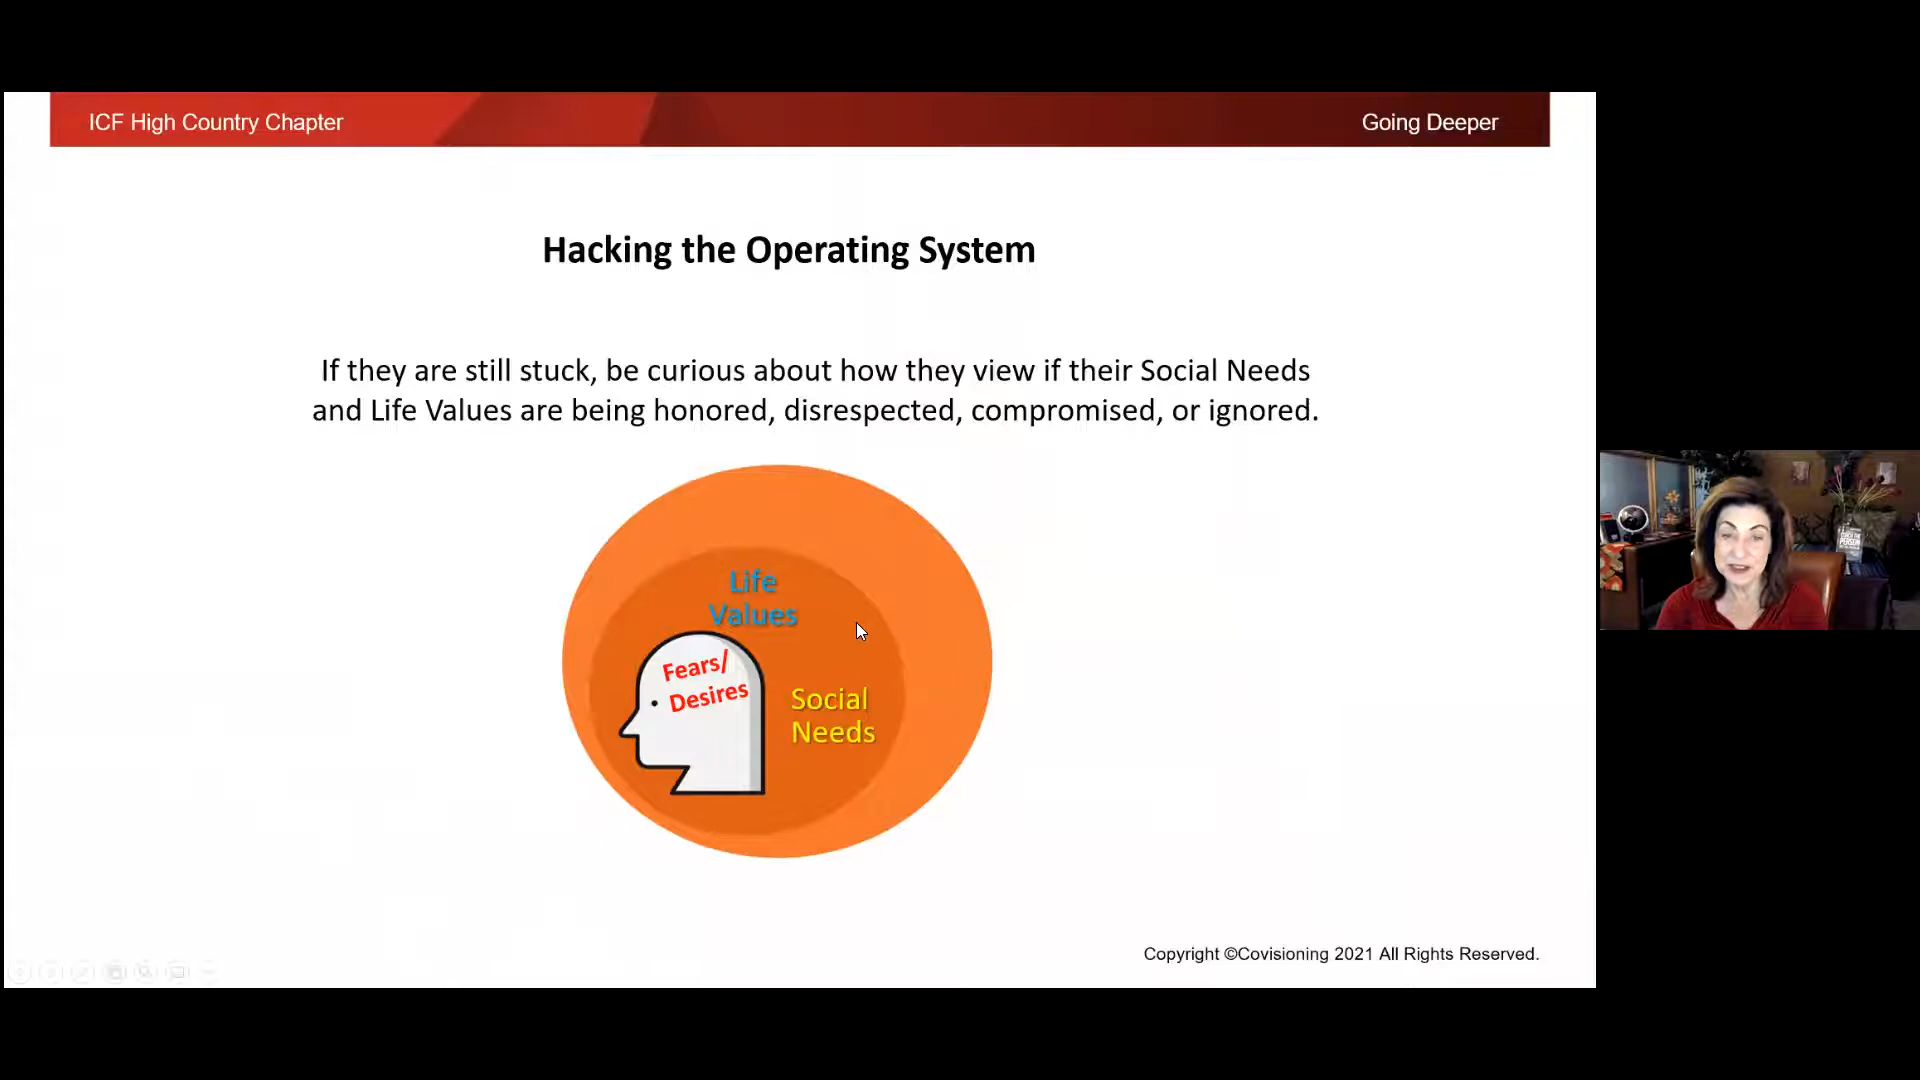 ICF High Country Chapter
Going Deeper
Hacking the Operating System
If they are still stuck, be curious about how they view if their Social Needs
and Life Values are being honored, disrespected, compromised, or ignored.
Life
Values
Fears/
Desires
Social
Needs
Copyright ©Covisioning 2021 All Rights Reserved.